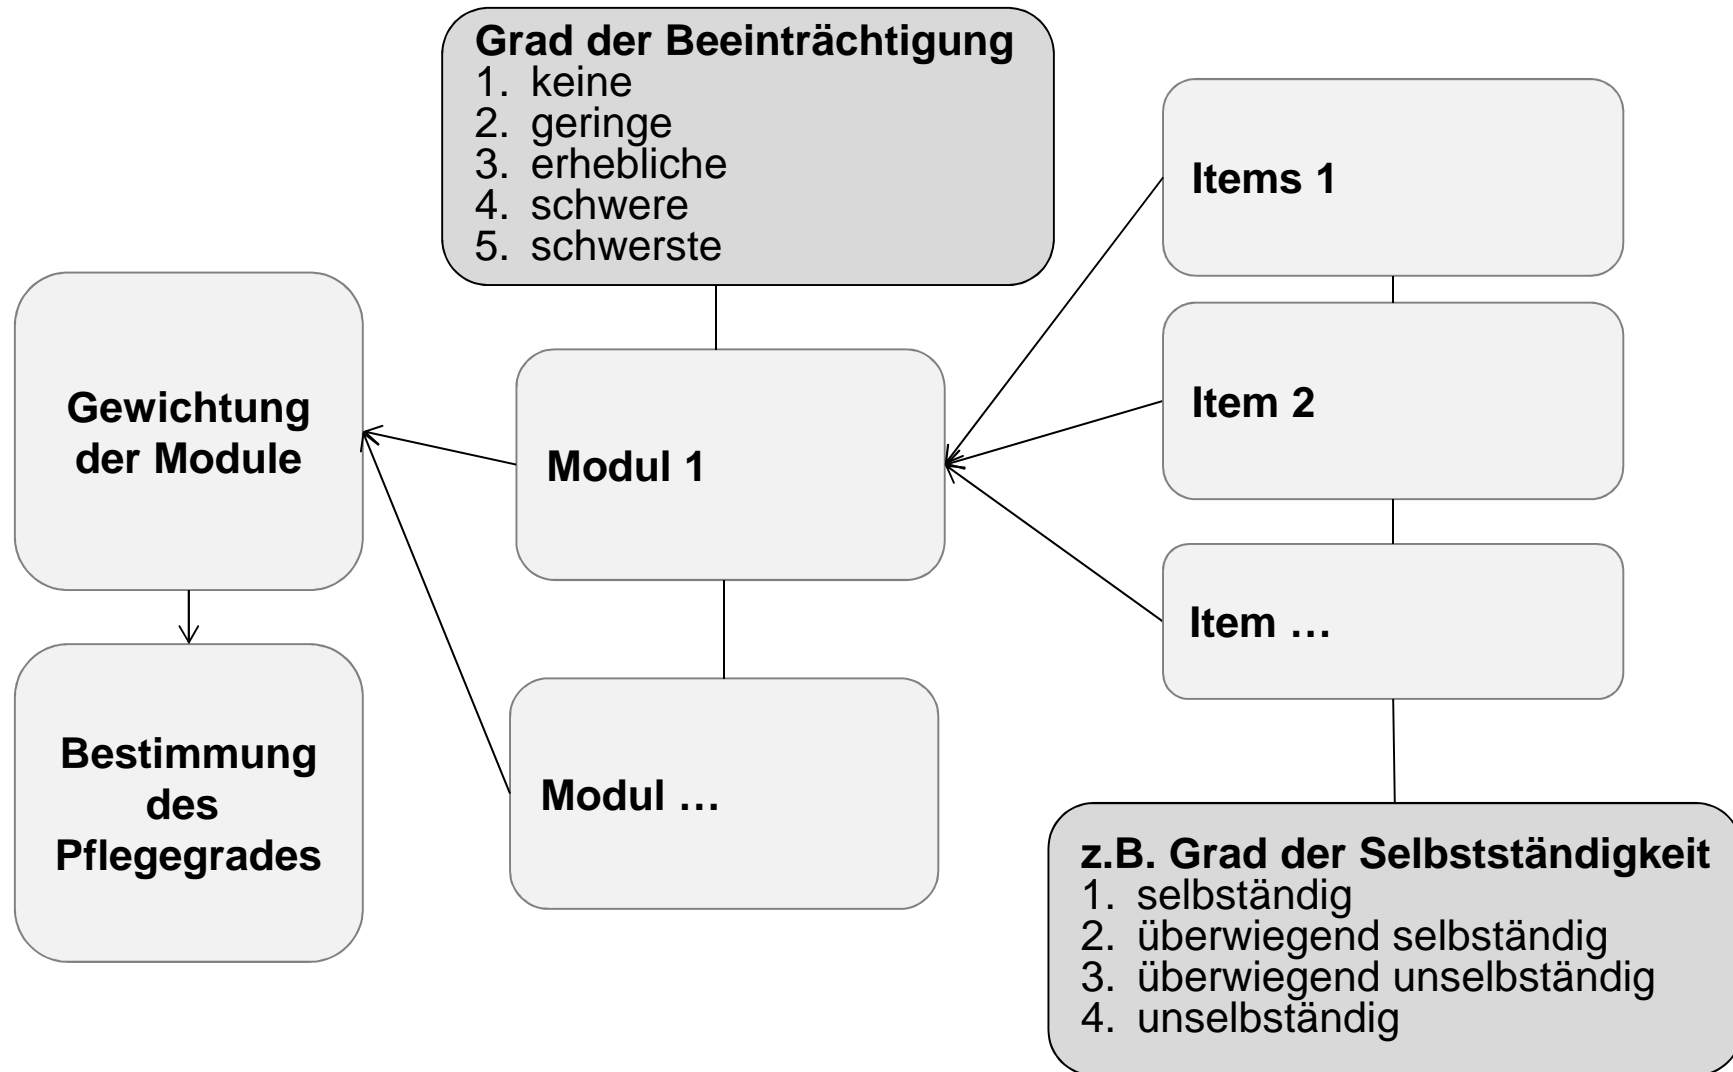 Grad der Beeinträchtigung
1. keine
2. geringe
3. erhebliche
4. schwere
5. schwerste
Gewichtung
der Module
Bestimmung
des
Pflegegrades
Modul 1
Modul …
Items 1
Item 2
Item …
z.B. Grad der Selbstständigkeit
1. selbständig
2. überwiegend selbständig
3. überwiegend unselbständig
4. unselbständig